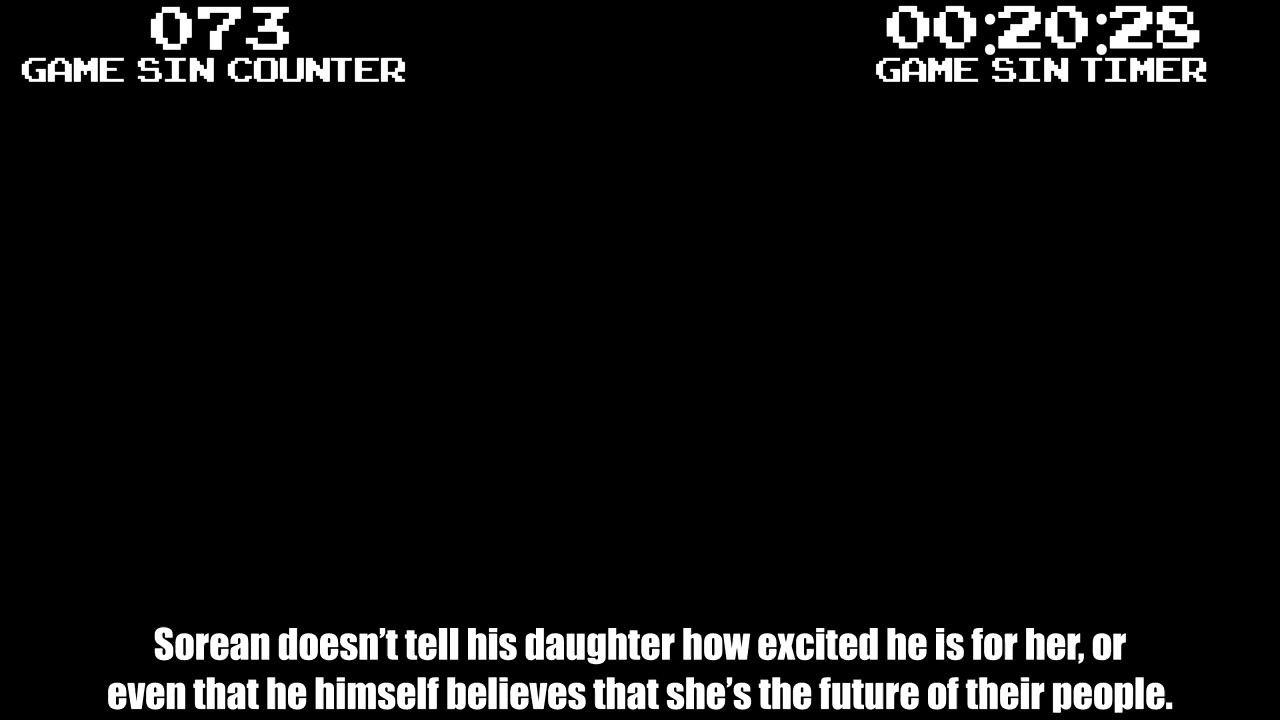 073
GAME SIN COUNTER
00:20:28
GAME SIN TIMER
Sorean doesn’t tell his daughter how excited he is for her, or
even that he himself believes that she’s the future of their people.